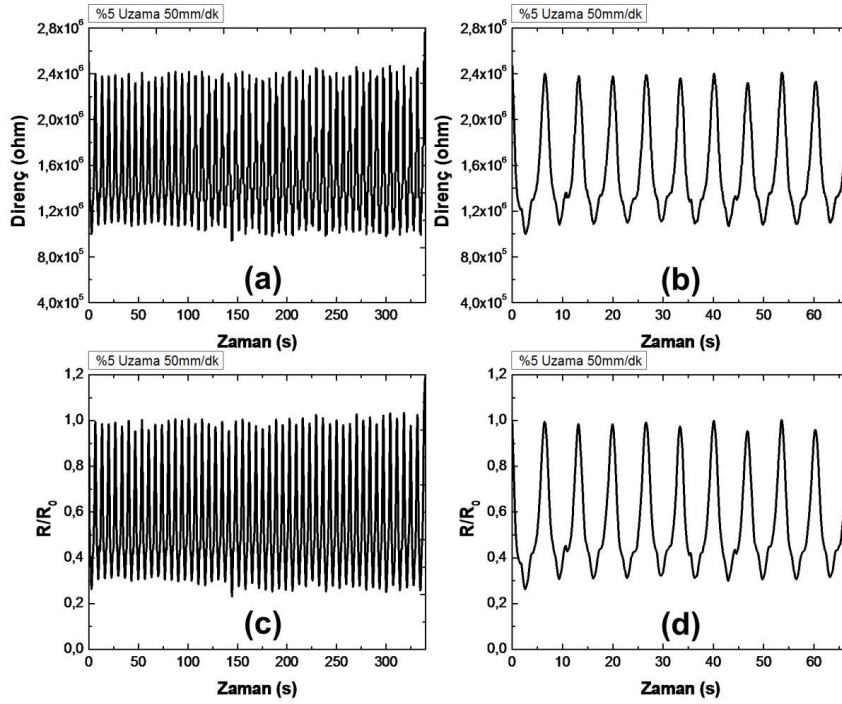 %5 Uzama 50mm/dk
2,8x10⁶
2,4x10⁶
2,0x10⁶
1,6x10⁶
1,2x10⁶
8,0x10⁵
4,0x10⁵
Direnç (ohm)
(a)
0 50 100 150 200 250 300
Zaman (s)
%5 Uzama 50mm/dk
2,8x10⁶
2,4x10⁶
2,0x10⁶
1,6x10⁶
1,2x10⁶
8,0x10⁵
4,0x10⁵
Direnç (ohm)
(b)
0 10 20 30 40 50 60
Zaman (s)
%5 Uzama 50mm/dk
1,2
1,0
0,8
0,6
0,4
0,2
0,0
R/R₀
(c)
0 50 100 150 200 250 300
Zaman (s)
%5 Uzama 50mm/dk
1,2
1,0
0,8
0,6
0,4
0,2
0,0
R/R₀
(d)
0 10 20 30 40 50 60
Zaman (s)